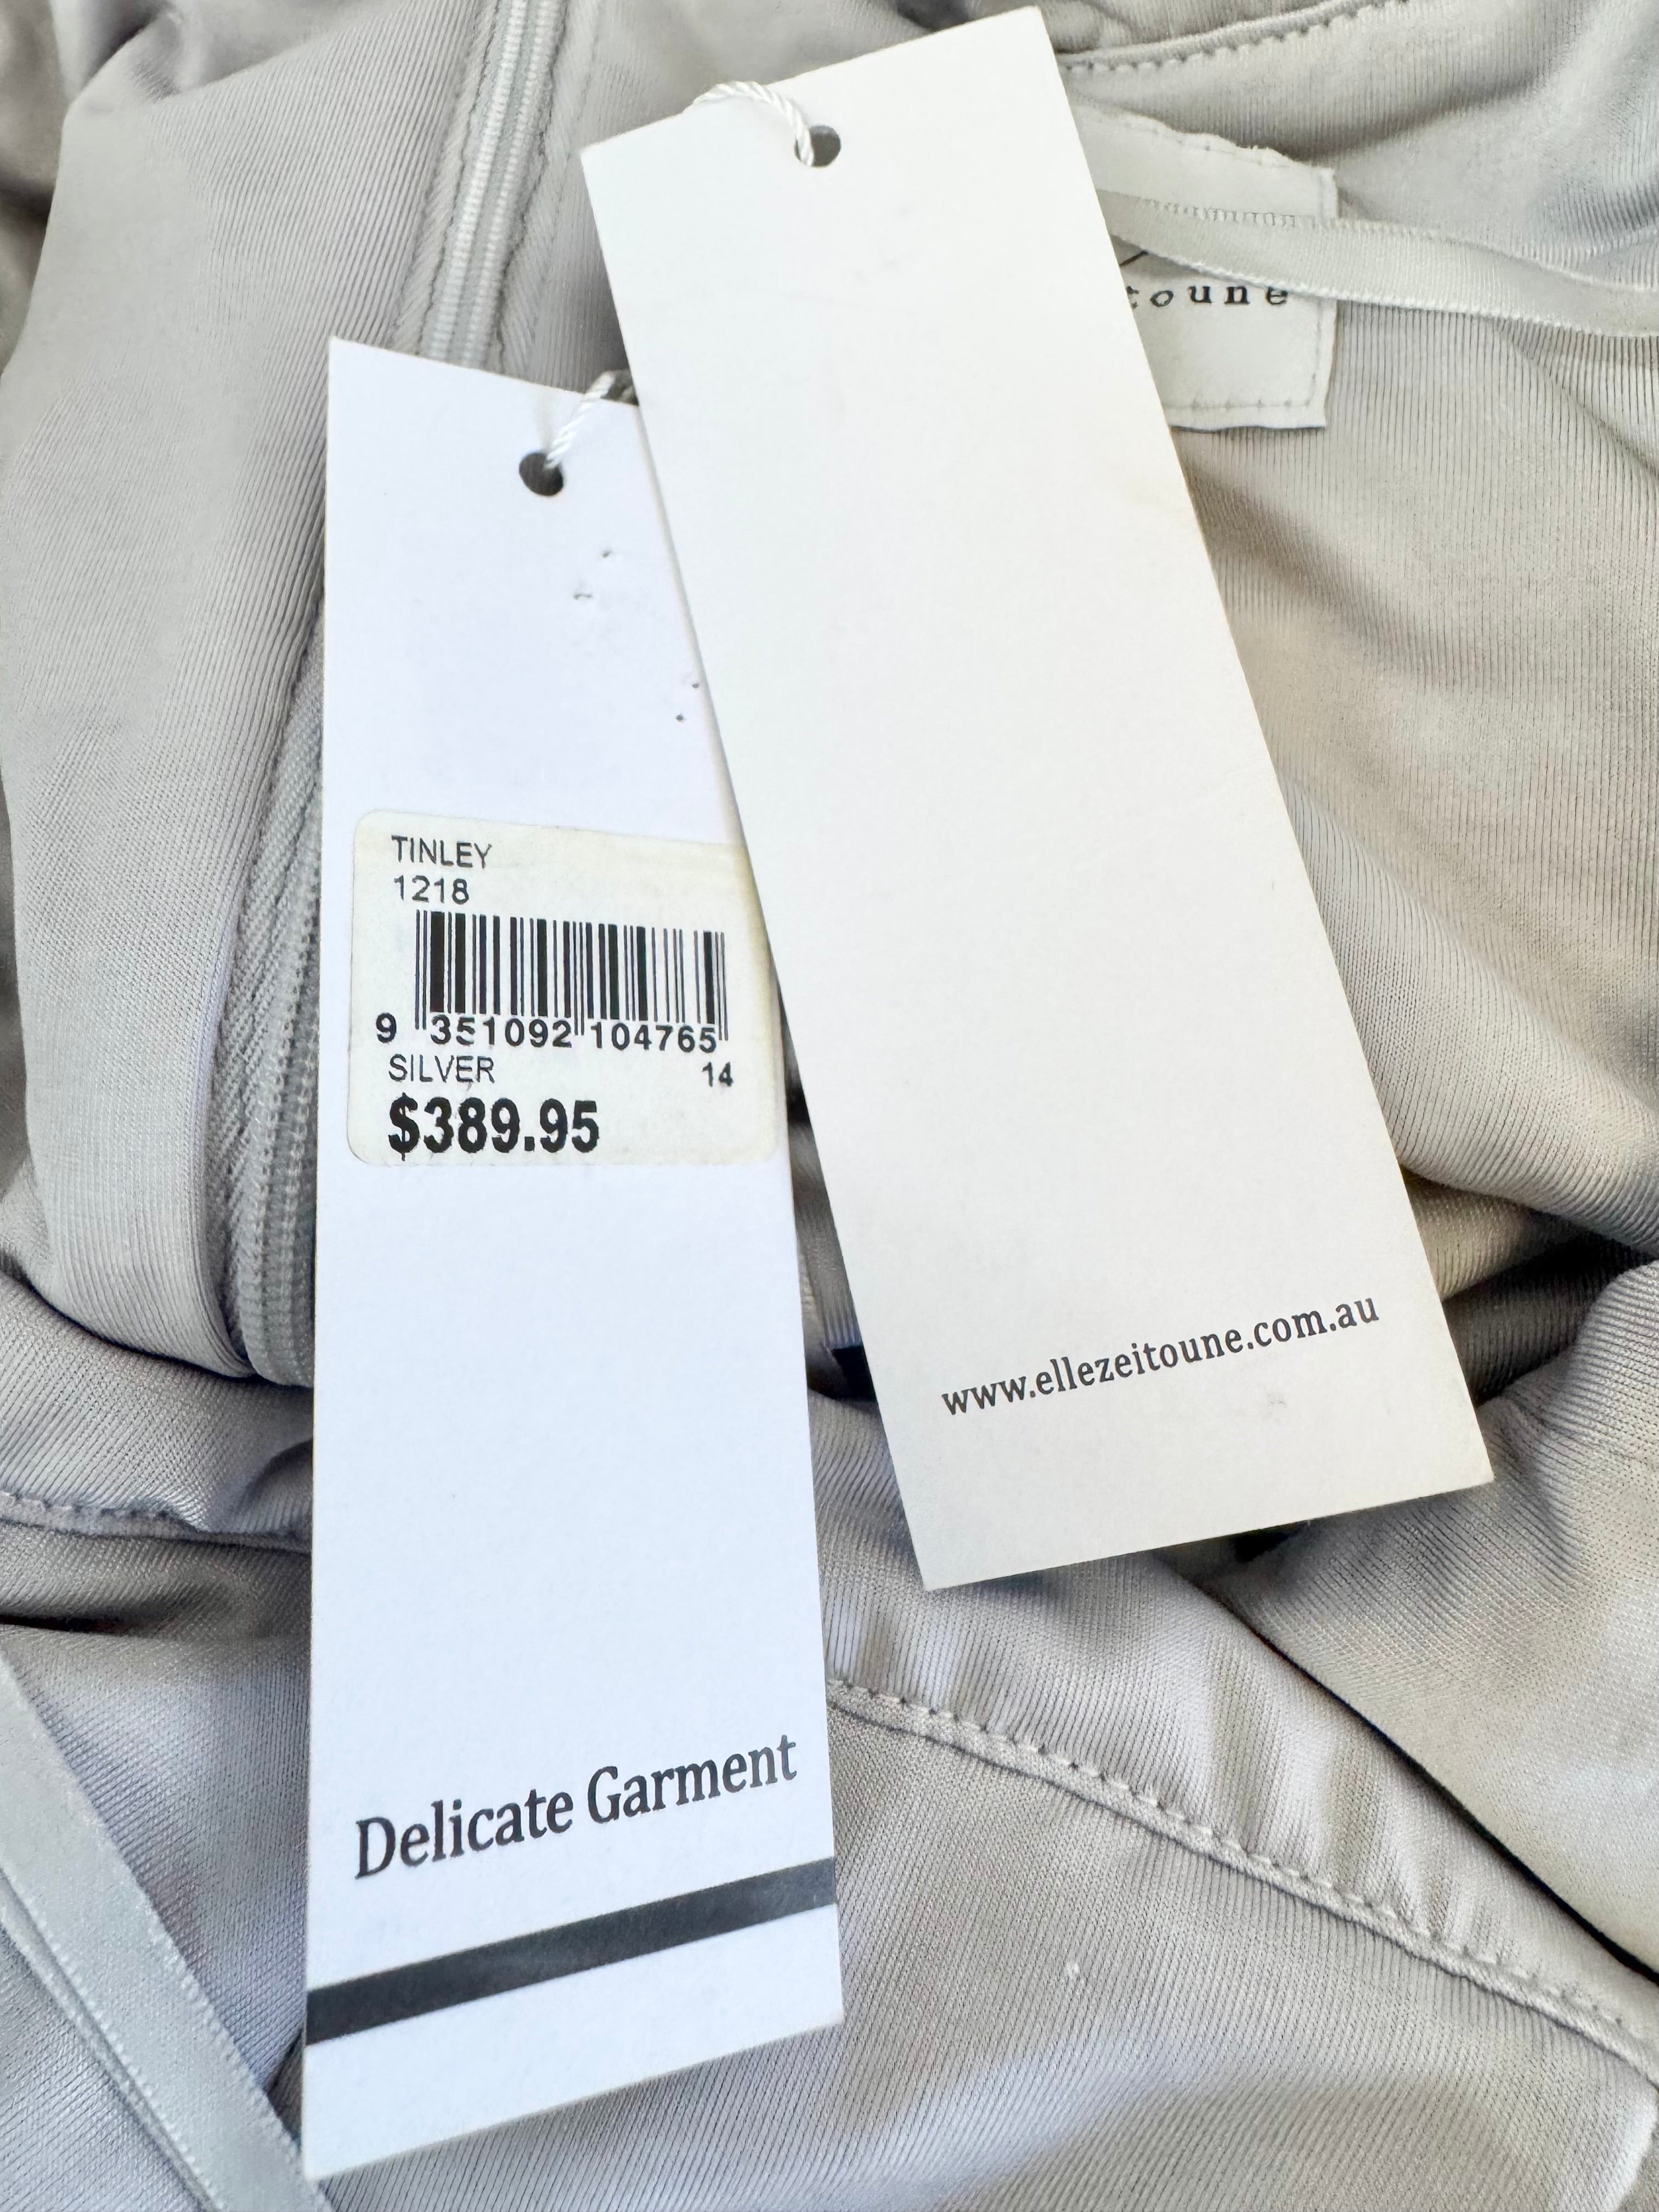 toune
TINLEY
1218
9 351092 104765
SILVER 14
$389.95
www.ellezeitoune.com.au
Delicate Garment